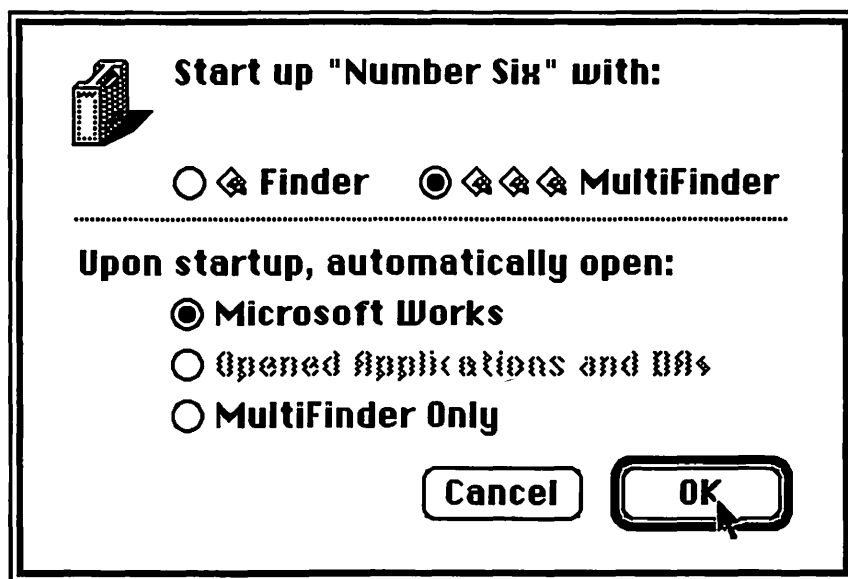 Start up "Number Six" with:
Finder MultiFinder
Upon startup, automatically open:
Microsoft Works
Opened Applications and DAs
MultiFinder Only
Cancel OK